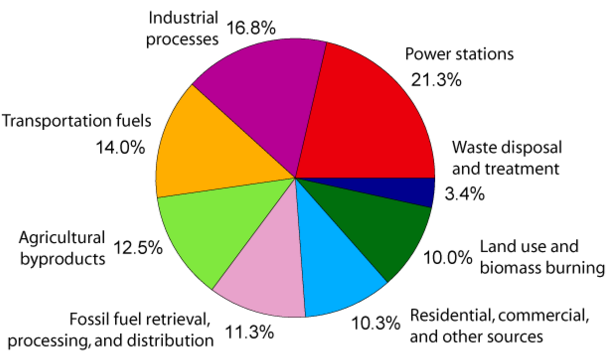 Industrial
processes
16.8%
Power stations
21.3%
Transportation fuels
14.0%
Waste disposal
and treatment
3.4%
Agricultural
byproducts
12.5%
10.0%
Land use and
biomass burning
Fossil fuel retrieval,
processing, and distribution
11.3%
10.3%
Residential, commercial,
and other sources